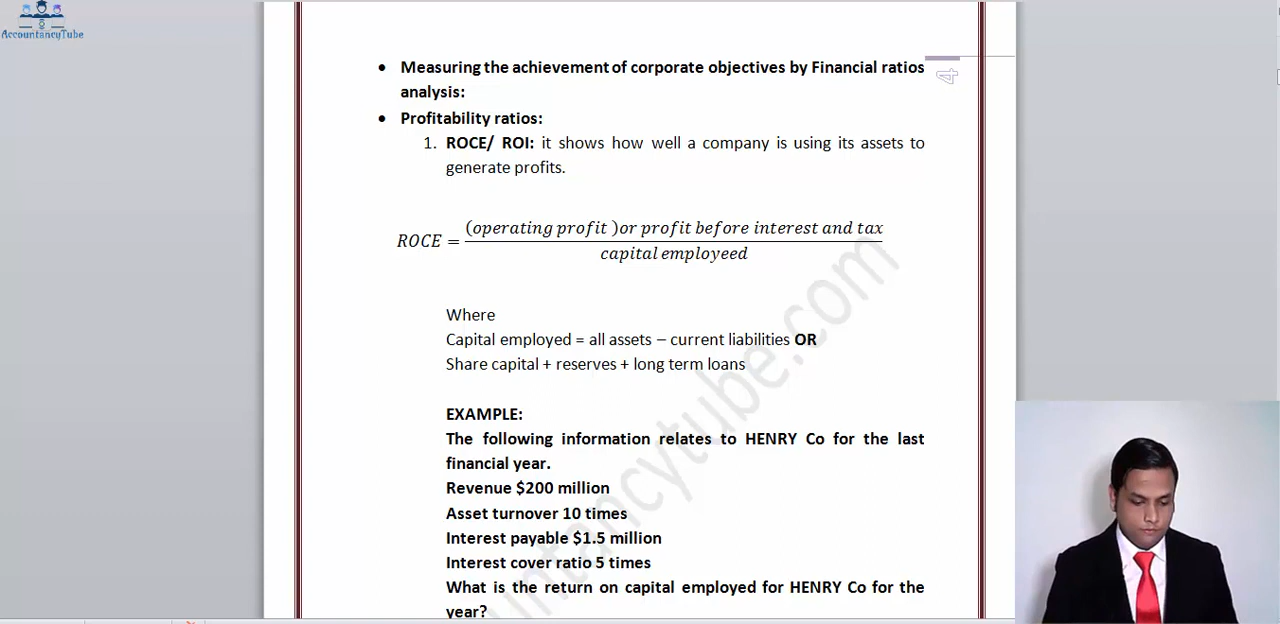 AccountancyTube
• Measuring the achievement of corporate objectives by Financial ratios
analysis:
4
• Profitability ratios:
1. ROCE/ ROI: it shows how well a company is using its assets to
generate profits.
ROCE = (operating profit )or profit before interest and tax
capital employeed
Where
Capital employed = all assets – current liabilities OR
Share capital + reserves + long term loans
EXAMPLE:
The following information relates to HENRY Co for the last
financial year.
Revenue $200 million
Asset turnover 10 times
Interest payable $1.5 million
Interest cover ratio 5 times
What is the return on capital employed for HENRY Co for the
year?
untancytube.com